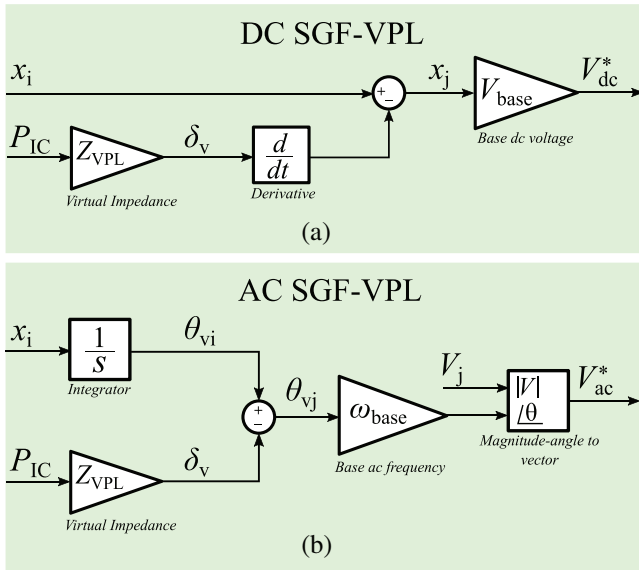 DC SGF-VPL
x_i
x_j
V_base
V*_dc
Base dc voltage
P_IC
Z_VPL
δ_v
d/dt
Virtual Impedance
Derivative
(a)
AC SGF-VPL
x_i
1/s
θ_vi
Integrator
θ_vj
ω_base
V_j
|V|
/θ
V*_ac
Base ac frequency
Magnitude-angle to
vector
P_IC
Z_VPL
δ_v
Virtual Impedance
(b)
+
−
+
−